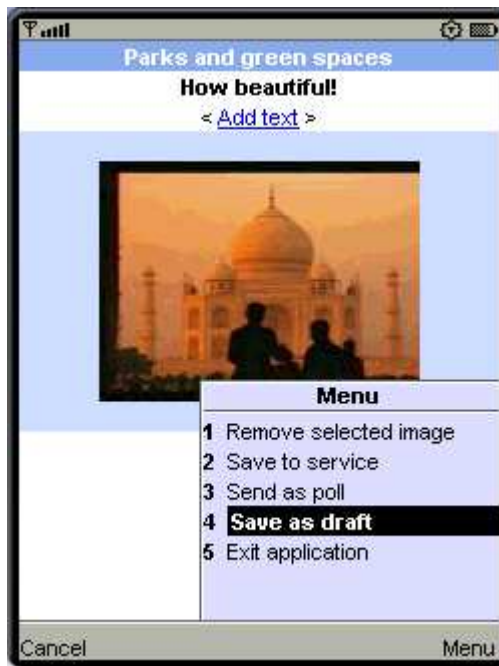 Parks and green spaces
How beautiful!
< Add text >
Menu
1 Remove selected image
2 Save to service
3 Send as poll
4 Save as draft
5 Exit application
Cancel Menu